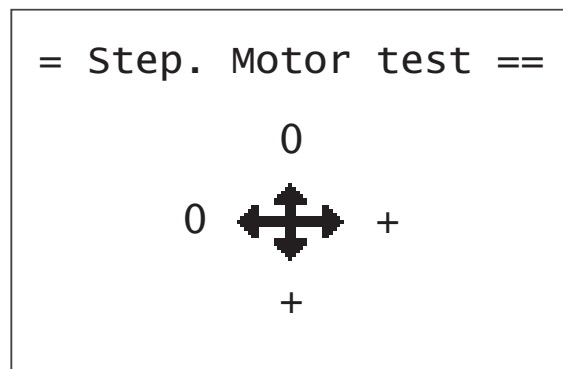 = Step. Motor test ==
0
0 +
+